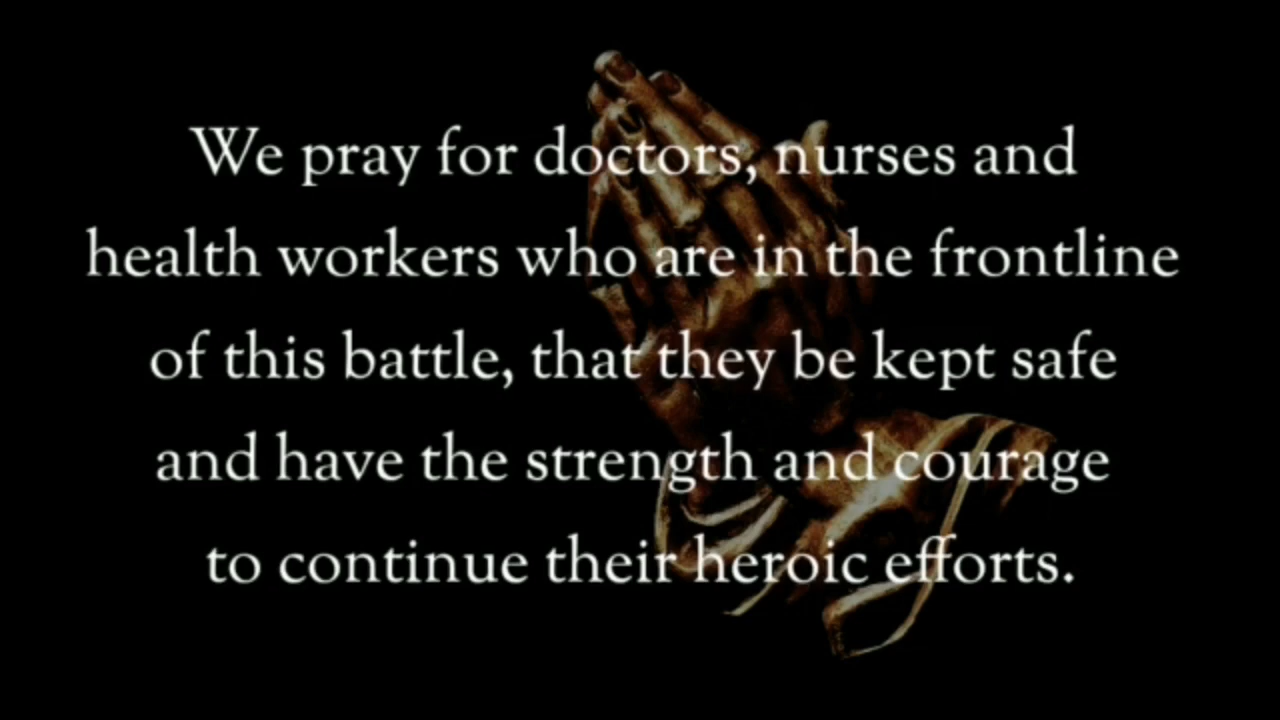 We pray for doctors, nurses and
health workers who are in the frontline
of this battle, that they be kept safe
and have the strength and courage
to continue their heroic efforts.